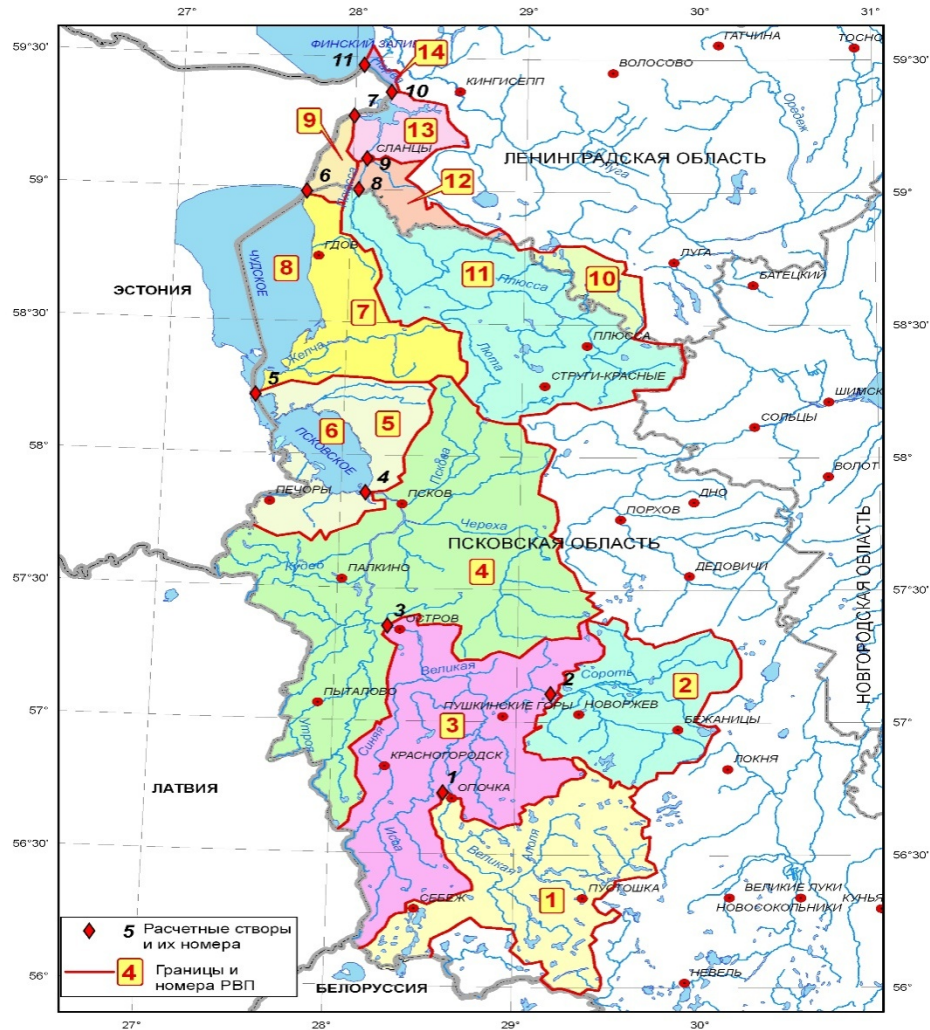 27°
28°
29°
30°
31°
59°30'
ФИНСКИЙ ЗАЛИВ
14
ГАТЧИНА
ТОСНО
59°30'
11
ВОЛОСОВО
КИНГИСЕПП
10
7
9
13
Оредеж
СЛАНЦЫ
9
ЛЕНИНГРАДСКАЯ ОБЛАСТЬ
Луга
59°
6
8
12
59°
Плюсса
ГДОВ
ЧУДСКОЕ
8
11
Плюсса
10
ЛУГА
БАТЕЦКИЙ
ЭСТОНИЯ
7
58°30'
58°30'
ПЛЮССА
Желча
Люта
СТРУГИ-КРАСНЫЕ
5
ШИМСК
СОЛЬЦЫ
6
5
58°
ПСКОВСКОЕ
Пскова
58°
4
ВОЛОТ
ПЕЧОРЫ
ПСКОВ
ДНО
ПОРХОВ
Череха
ПСКОВСКАЯ ОБЛАСТЬ
Кудеб
4
57°30'
ПАЛКИНО
ДЕДОВИЧИ
57°30'
НОВГОРОДСКАЯ ОБЛАСТЬ
3
ОСТРОВ
Великая
2
Сороть
2
ПЫТАЛОВО
ПУШКИНСКИЕ ГОРЫ
НОВОРЖЕВ
57°
3
БЕЖАНИЦЫ
57°
Утроя
Синяя
КРАСНОГОРОДСК
ЛОКНЯ
1
ЛАТВИЯ
ОПОЧКА
56°30'
Исса
Великая
Алоля
56°30'
ПУСТОШКА
ВЕЛИКИЕ ЛУКИ
СЕБЕЖ
1
НОВОСОКОЛЬНИКИ
КУНЬЯ
5 Расчетные створы
и их номера
4 Границы и
номера РВП
56°
НЕВЕЛЬ
56°
БЕЛОРУССИЯ
27°
28°
29°
30°